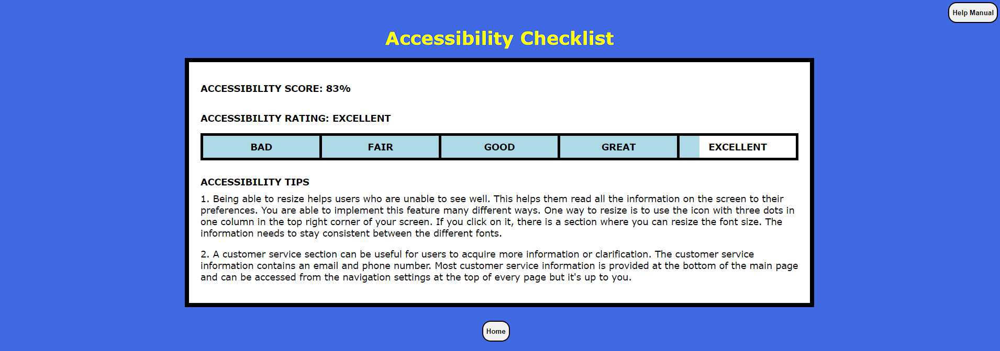 Help Manual
Accessibility Checklist
ACCESSIBILITY SCORE: 83%
ACCESSIBILITY RATING: EXCELLENT
BAD FAIR GOOD GREAT EXCELLENT
ACCESSIBILITY TIPS
1. Being able to resize helps users who are unable to see well. This helps them read all the information on the screen to their
preferences. You are able to implement this feature many different ways. One way to resize is to use the icon with three dots in
one column in the top right corner of your screen. If you click on it, there is a section where you can resize the font size. The
information needs to stay consistent between the different fonts.
2. A customer service section can be useful for users to acquire more information or clarification. The customer service
information contains an email and phone number. Most customer service information is provided at the bottom of the main page
and can be accessed from the navigation settings at the top of every page but it's up to you.
Home